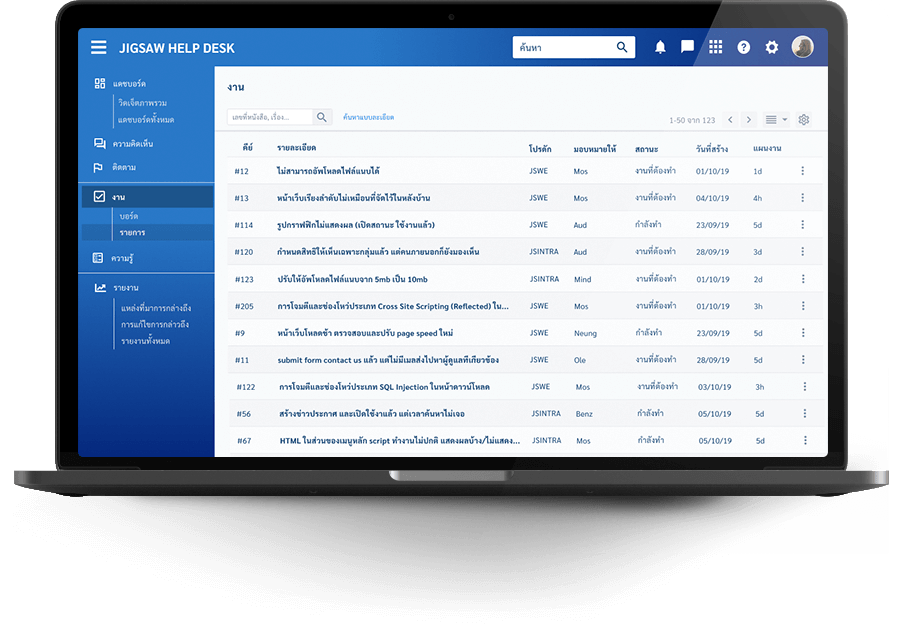 JIGSAW HELP DESK
ค้นหา
แดชบอร์ด
วิดเจ็ตภาพรวม
แดชบอร์ดทั้งหมด
ความคิดเห็น
ติดตาม
งาน
บอร์ด
รายการ
ความรู้
รายงาน
แหล่งที่มาการกล่าวถึง
การแก้ไขการกล่าวถึง
รายงานทั้งหมด
งาน
เลขที่หนังสือ, เรื่อง... ค้นหาแบบละเอียด 1-50 จาก 123
คีย์ รายละเอียด โปรดัก มอบหมายให้ สถานะ วันที่สร้าง แผนงาน
#12 ไม่สามารถอัพโหลดไฟล์แนบได้ JSWE Mos งานที่ต้องทำ 01/10/19 1d
#13 หน้าเว็บเรียงลำดับไม่เหมือนที่จัดไว้ในหลังบ้าน JSWE Mos งานที่ต้องทำ 04/10/19 4h
#114 รูปกราฟฟิกไม่แสดงผล (เปิดสถานะ ใช้งานแล้ว) JSWE Aud กำลังทำ 23/09/19 5d
#120 กำหนดสิทธิให้เห็นเฉพาะกลุ่มแล้ว แต่คนภายนอกก็ยังมองเห็น JSINTRA Aud งานที่ต้องทำ 28/09/19 3d
#123 ปรับให้อัพโหลดไฟล์แนบจาก 5mb เป็น 10mb JSINTRA Mind งานที่ต้องทำ 01/10/19 2d
#205 การโจมตีและช่องโหว่ประเภท Cross Site Scripting (Reflected) ใน... JSWE Mos งานที่ต้องทำ 01/10/19 3h
#9 หน้าเว็บโหลดช้า ตรวจสอบและปรับ page speed ใหม่ JSWE Neung กำลังทำ 23/09/19 5d
#11 submit form contact us แล้ว แต่ไม่มีเมลส่งไปหาผู้ดูแลที่เกี่ยวข้อง JSWE Ole งานที่ต้องทำ 28/09/19 5d
#122 การโจมตีและช่องโหว่ประเภท SQL Injection ในหน้าดาวน์โหลด JSWE Mos งานที่ต้องทำ 03/10/19 3h
#56 สร้างข่าวประกาศ และเปิดใช้งานแล้ว แต่เวลาค้นหาไม่เจอ JSINTRA Benz กำลังทำ 05/10/19 5d
#67 HTML ในส่วนของเมนูหลัก script ทำงานไม่ปกติ แสดงผลบ้าง/ไม่แสดง... JSINTRA Mos กำลังทำ 05/10/19 5d